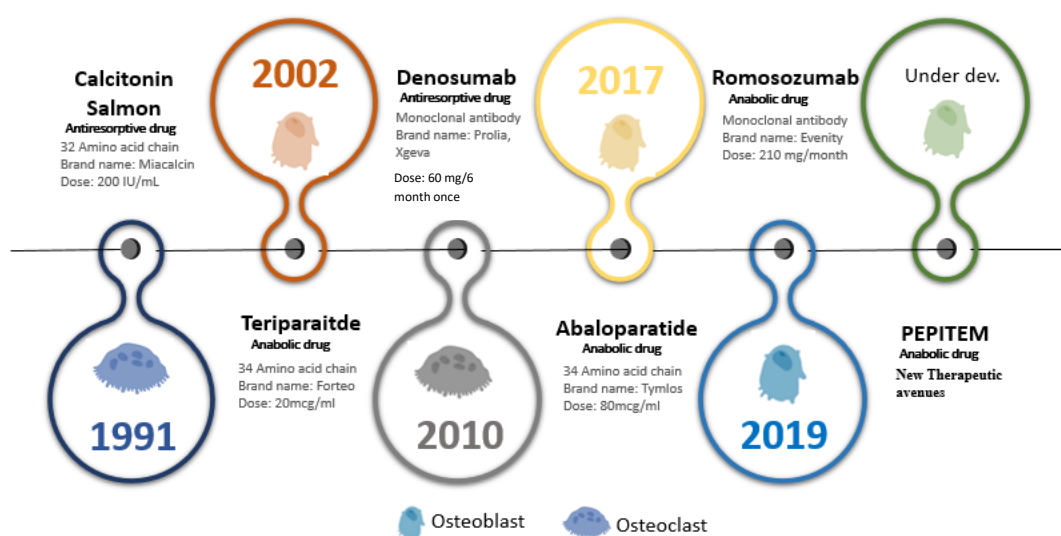 Calcitonin
Salmon
Antiresorptive drug
32 Amino acid chain
Brand name: Miacalcin
Dose: 200 IU/mL
1991
2002
Teriparaitde
Anabolic drug
34 Amino acid chain
Brand name: Forteo
Dose: 20mcg/ml
Denosumab
Antiresorptive drug
Monoclonal antibody
Brand name: Prolia,
Xgeva
Dose: 60 mg/6
month once
2010
2017
Abaloparatide
Anabolic drug
34 Amino acid chain
Brand name: Tymlos
Dose: 80mcg/ml
Romosozumab
Anabolic drug
Monoclonal antibody
Brand name: Evenity
Dose: 210 mg/month
2019
Under dev.
PEPITEM
Anabolic drug
New Therapeutic
avenues
Osteoblast
Osteoclast